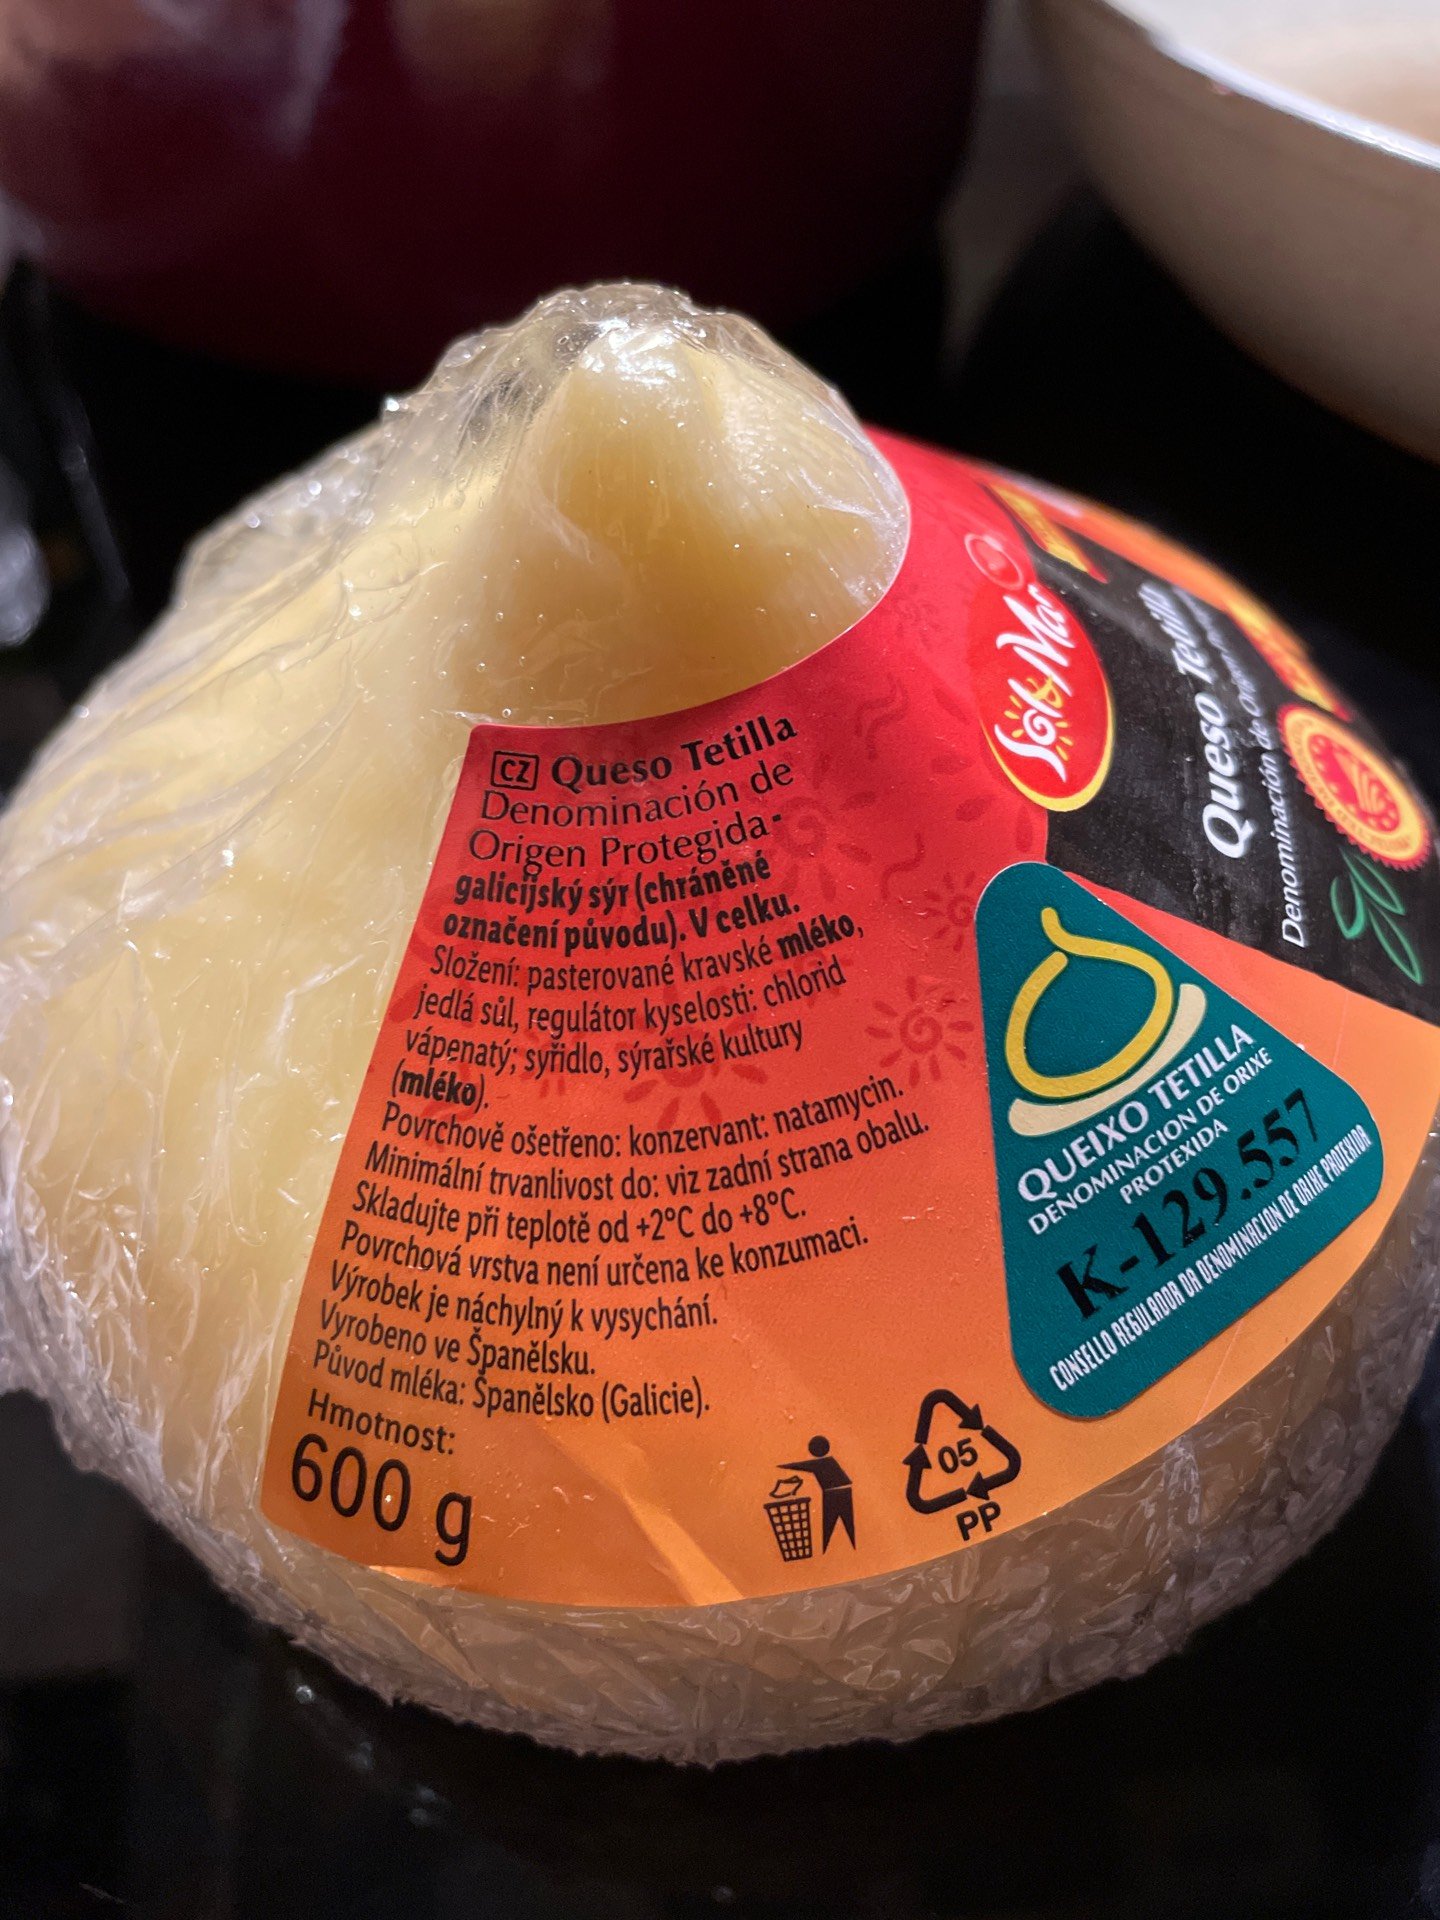 CZ Queso Tetilla
Denominación de
Origen Protegida-
galicijský sýr (chráněné
označení původu). V celku.
Složení: pasterované kravské mléko,
jedlá sůl, regulátor kyselosti: chlorid
vápenatý; syřidlo, sýrařské kultury
(mléko).
Povrchově ošetřeno: konzervant: natamycin.
Minimální trvanlivost do: viz zadní strana obalu.
Skladujte při teplotě od +2°C do +8°C.
Povrchová vrstva není určena ke konzumaci.
Výrobek je náchylný k vysychání.
Vyrobeno ve Španělsku.
Původ mléka: Španělsko (Galicie).
Hmotnost:
600 g
05
PP
Sol&Mar
Queso Tetilla
Denominación de
QUEIXO TETILLA
DENOMINACION DE ORIXE
PROTEXIDA
K-129.557
CONSELLO REGULADOR DA DENOMINACION DE ORIXE PROTEXIDA